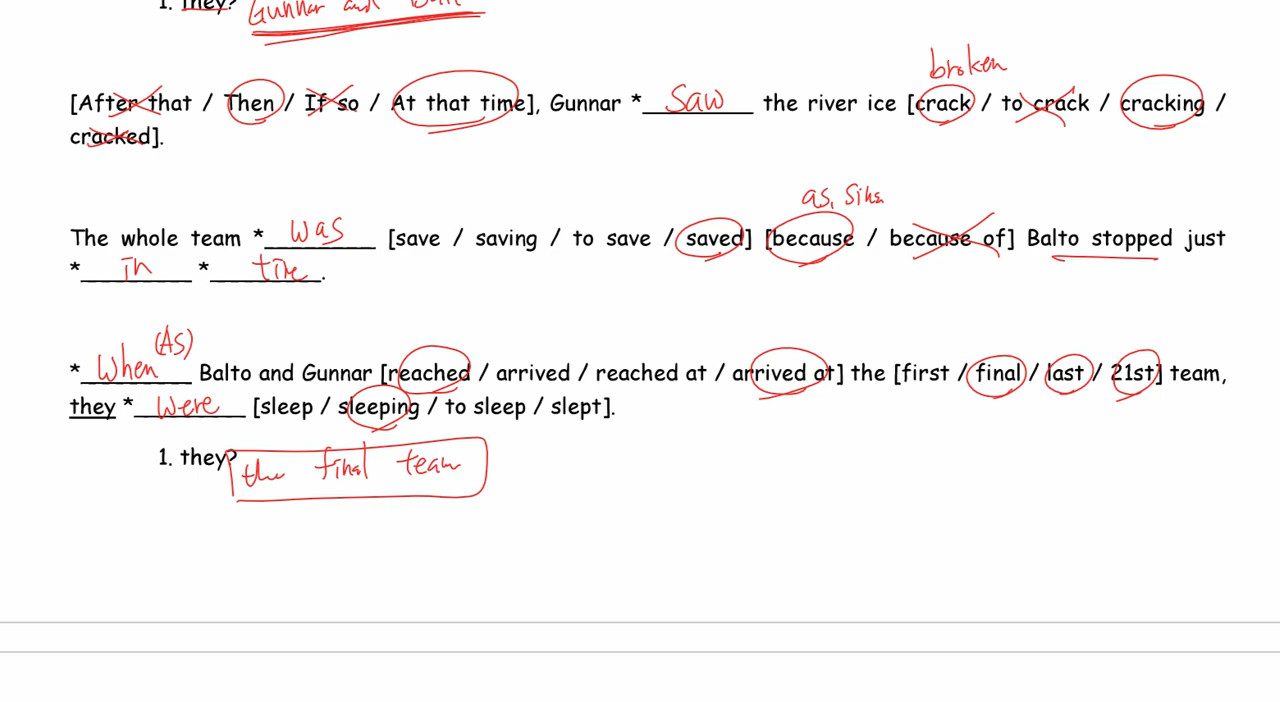 1. they? Gunnar and Balt
broken
[After that / Then / If so / At that time], Gunnar * saw the river ice [crack / to crack / cracking /
cracked].
as, since
The whole team * was [save / saving / to save / saved] [because / because of] Balto stopped just
* in * time.
(As)
* When Balto and Gunnar [reached / arrived / reached at / arrived at] the [first / final / last / 21st] team,
they * were [sleep / sleeping / to sleep / slept].
1. they? the final team